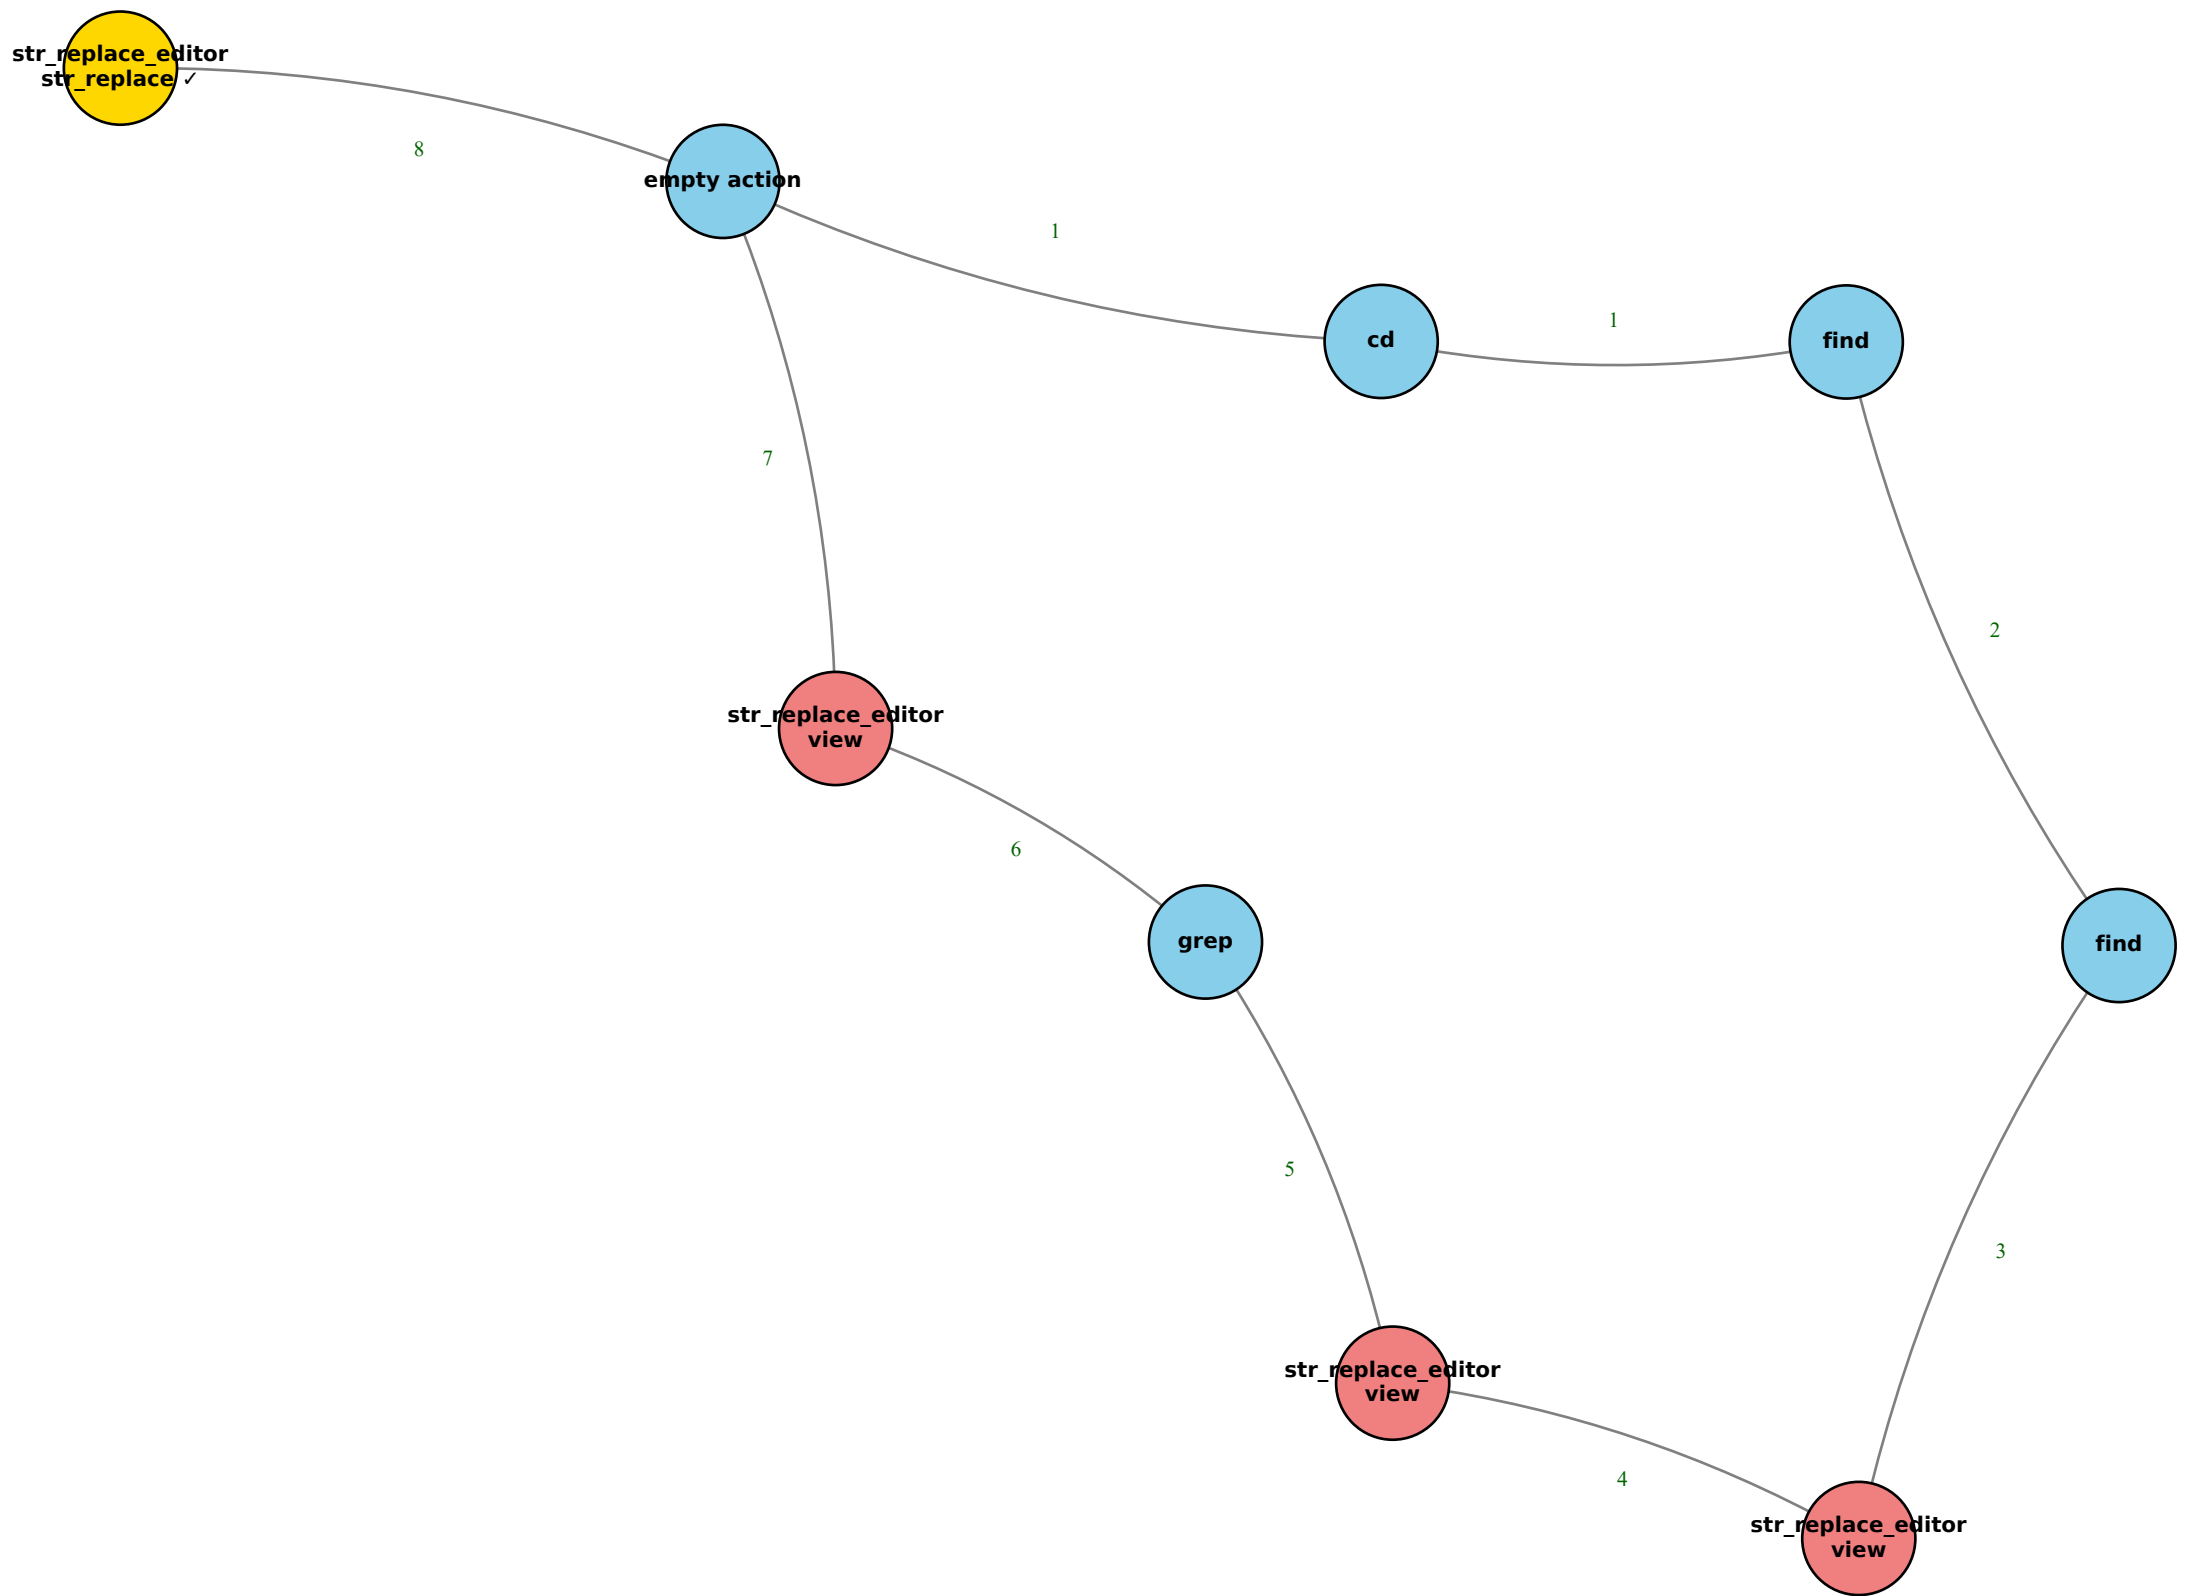 str_replace_editor
str_replace ✓
8
empty action
1
cd
1
find
7
2
str_replace_editor
view
6
grep
find
5
3
str_replace_editor
view
4
str_replace_editor
view